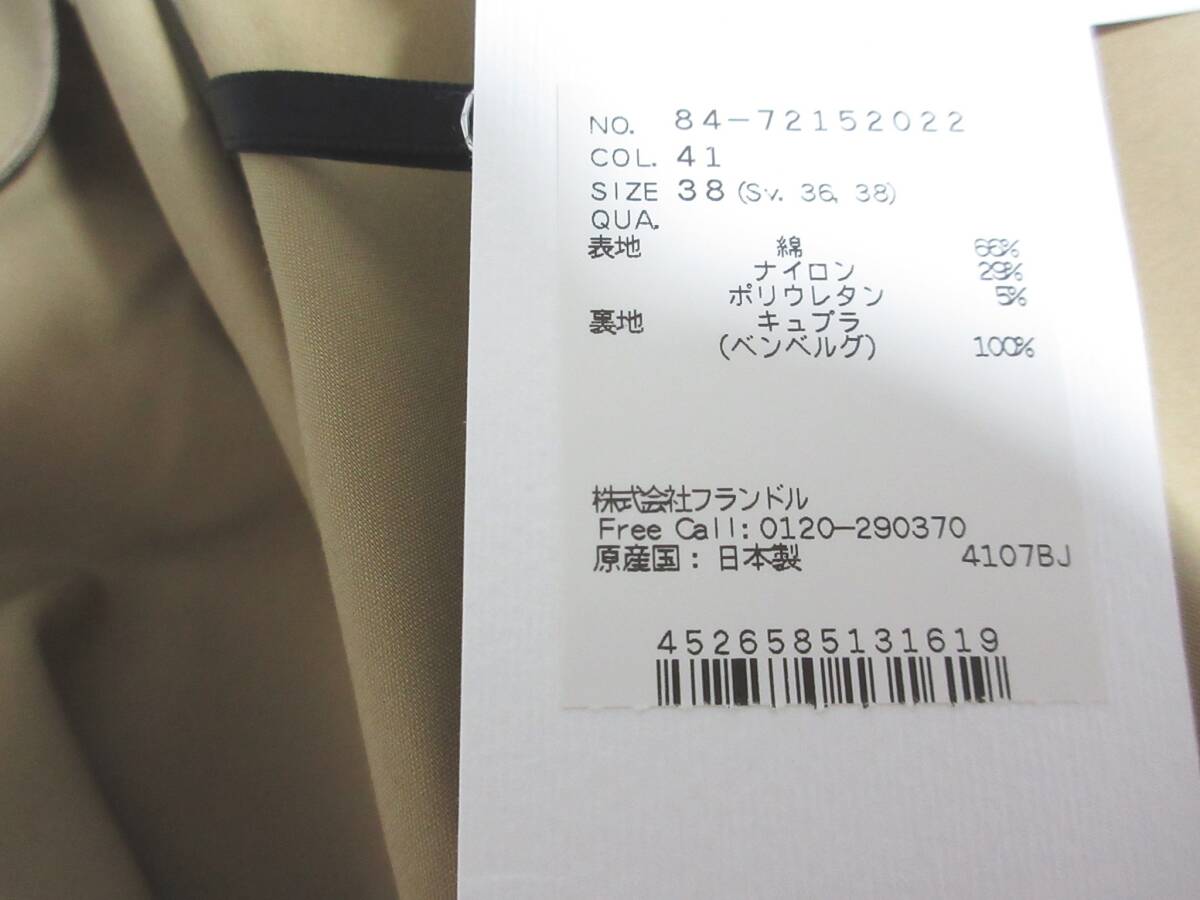 NO. 84-72152022
COL. 41
SIZE 38 (Sv. 36, 38)
QUA.
表地 綿 66%
ナイロン 29%
ポリウレタン 5%
裏地 キュプラ
(ベンベルグ) 100%
株式会社フランドル
Free Call: 0120-290370
原産国: 日本製 4107BJ
4526585131619